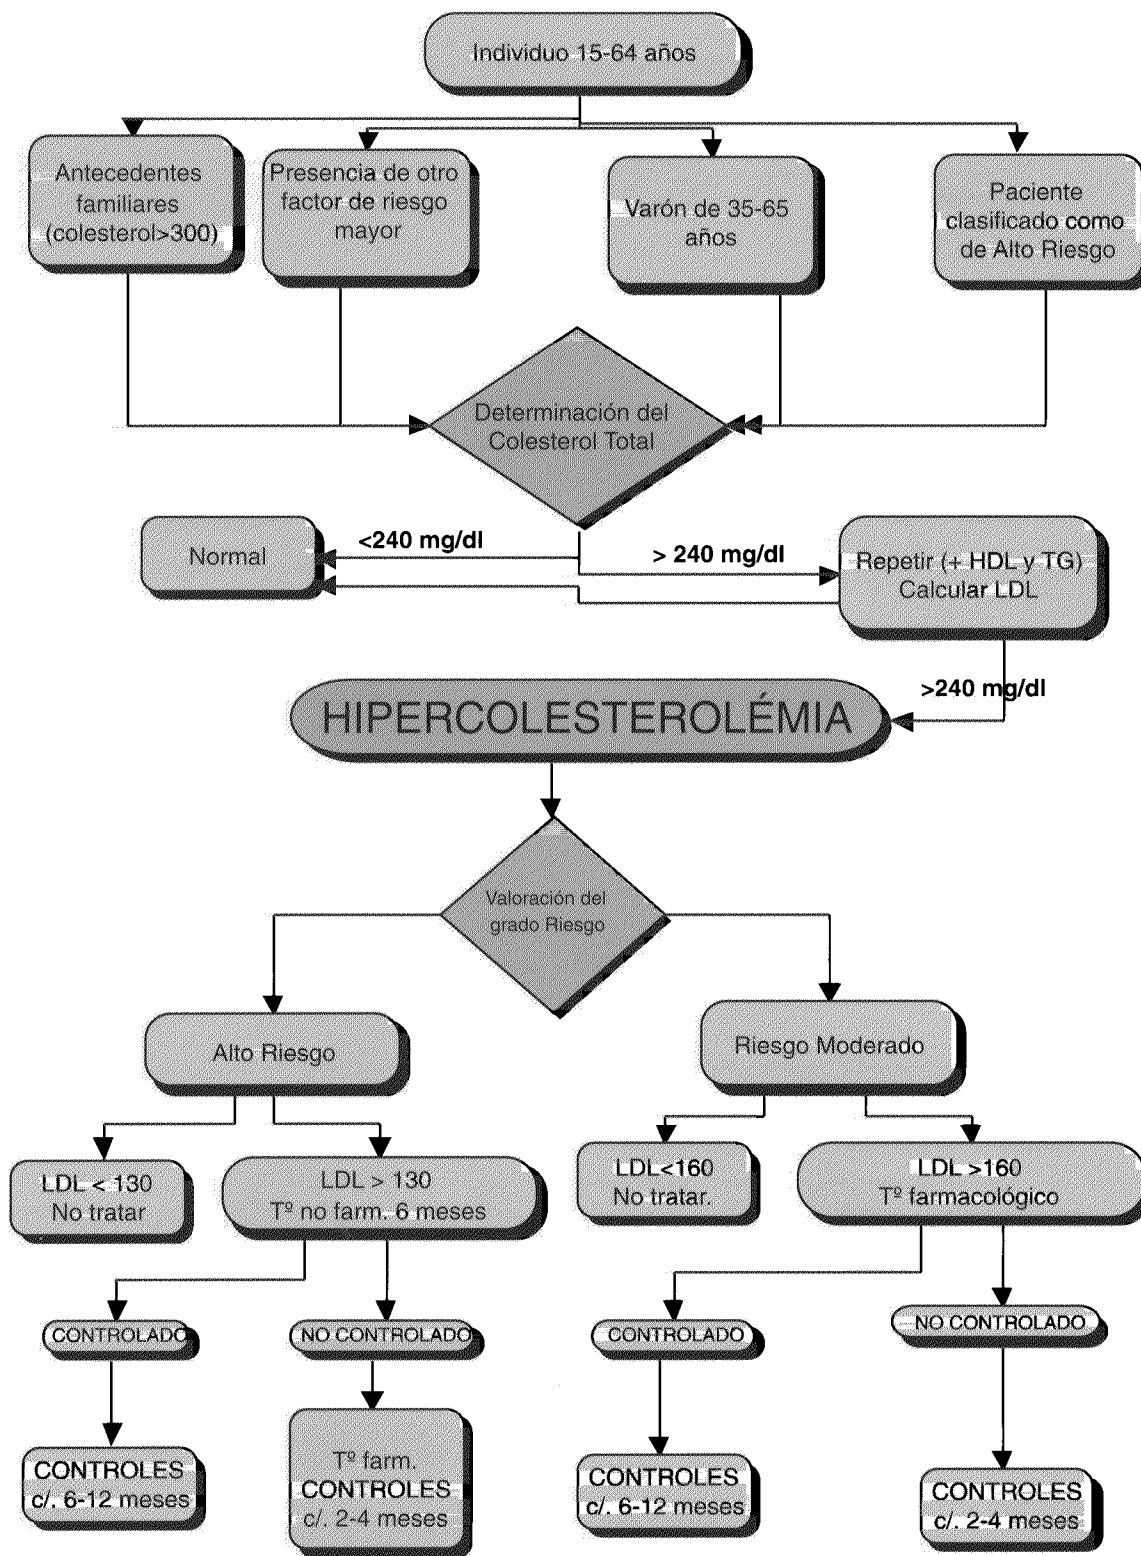 Individuo 15-64 años
Antecedentes
familiares
(colesterol>300)
Presencia de otro
factor de riesgo
mayor
Varón de 35-65
años
Paciente
clasificado como
de Alto Riesgo
Determinación del
Colesterol Total
<240 mg/dl
Normal
> 240 mg/dl
Repetir (+ HDL y TG)
Calcular LDL
>240 mg/dl
HIPERCOLESTEROLÉMIA
Valoración del
grado Riesgo
Alto Riesgo
Riesgo Moderado
LDL < 130
No tratar
LDL > 130
Tº no farm. 6 meses
LDL<160
No tratar.
LDL >160
Tº farmacológico
CONTROLADO
NO CONTROLADO
CONTROLADO
NO CONTROLADO
CONTROLES
c/. 6-12 meses
Tº farm.
CONTROLES
c/. 2-4 meses
CONTROLES
c/. 6-12 meses
CONTROLES
c/. 2-4 meses